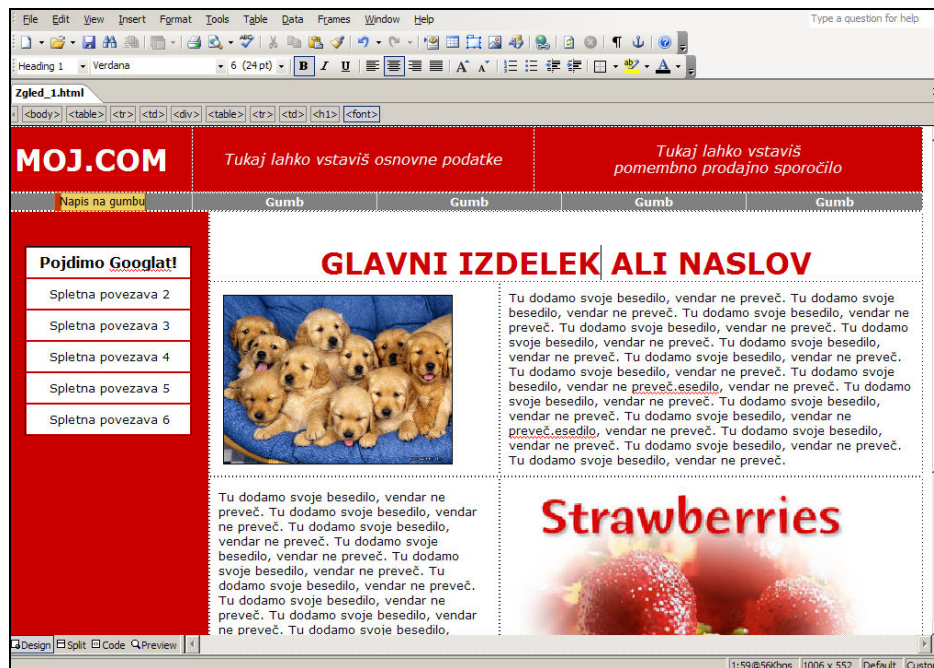 File Edit View Insert Format Tools Table Data Frames Window Help Type a question for help
Heading 1 Verdana 6 (24 pt) B I U A A A
Zgled_1.html
<body> <table> <tr> <td> <div> <table> <tr> <td> <h1> <font>
MOJ.COM
Tukaj lahko vstaviš osnovne podatke
Tukaj lahko vstaviš
pomembno prodajno sporočilo
Napis na gumbu Gumb Gumb Gumb Gumb
Pojdimo Googlat!
Spletna povezava 2
Spletna povezava 3
Spletna povezava 4
Spletna povezava 5
Spletna povezava 6
GLAVNI IZDELEK ALI NASLOV
Tu dodamo svoje besedilo, vendar ne preveč. Tu dodamo svoje
besedilo, vendar ne preveč. Tu dodamo svoje besedilo, vendar ne
preveč. Tu dodamo svoje besedilo, vendar ne preveč. Tu dodamo
svoje besedilo, vendar ne preveč. Tu dodamo svoje besedilo,
vendar ne preveč. Tu dodamo svoje besedilo, vendar ne preveč.
Tu dodamo svoje besedilo, vendar ne preveč. Tu dodamo svoje
besedilo, vendar ne preveč.esedilo, vendar ne preveč. Tu dodamo
svoje besedilo, vendar ne preveč. Tu dodamo svoje besedilo,
vendar ne preveč. Tu dodamo svoje besedilo, vendar ne
preveč.esedilo, vendar ne preveč. Tu dodamo svoje besedilo,
vendar ne preveč. Tu dodamo svoje besedilo, vendar ne preveč.
Tu dodamo svoje besedilo, vendar ne preveč.
Tu dodamo svoje besedilo, vendar ne
preveč. Tu dodamo svoje besedilo, vendar
ne preveč. Tu dodamo svoje besedilo,
vendar ne preveč. Tu dodamo svoje
besedilo, vendar ne preveč. Tu dodamo
svoje besedilo, vendar ne preveč. Tu
dodamo svoje besedilo, vendar ne preveč.
Tu dodamo svoje besedilo, vendar ne
preveč. Tu dodamo svoje besedilo, vendar
ne preveč. Tu dodamo svoje besedilo,
Strawberries
Design Split Code Preview
1:59@56Kbps 1006 x 552 Default Custo